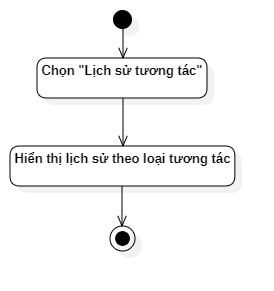 Chọn "Lịch sử tương tác"
Hiển thị lịch sử theo loại tương tác